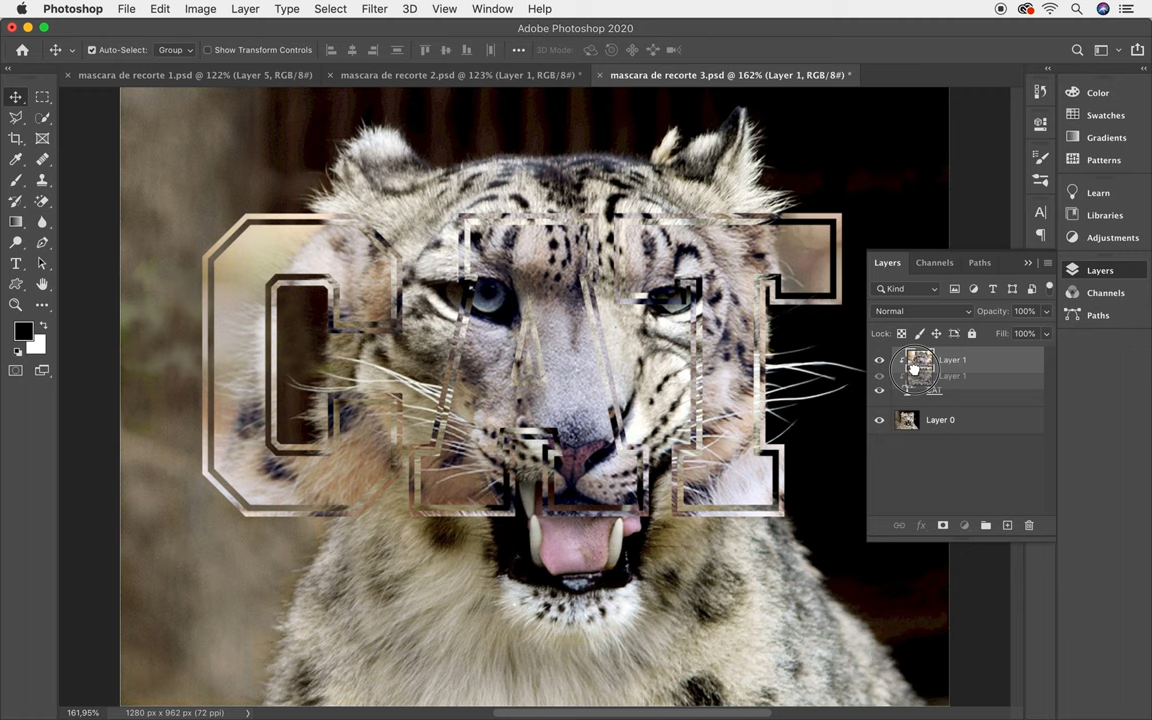 Photoshop File Edit Image Layer Type Select Filter 3D View Window Help
Adobe Photoshop 2020
Auto-Select: Group Show Transform Controls 3D Mode:
mascara de recorte 1.psd @ 122% (Layer 5, RGB/8#)
mascara de recorte 2.psd @ 123% (Layer 1, RGB/8#) *
mascara de recorte 3.psd @ 162% (Layer 1, RGB/8#) *
Color
Swatches
Gradients
Patterns
Learn
Libraries
Adjustments
Layers
Channels
Paths
CAT
Layers Channels Paths
Kind
Normal Opacity: 100%
Lock: Fill: 100%
Layer 1
Layer 1
CAT
Layer 0
161,95% 1280 px x 962 px (72 ppi)